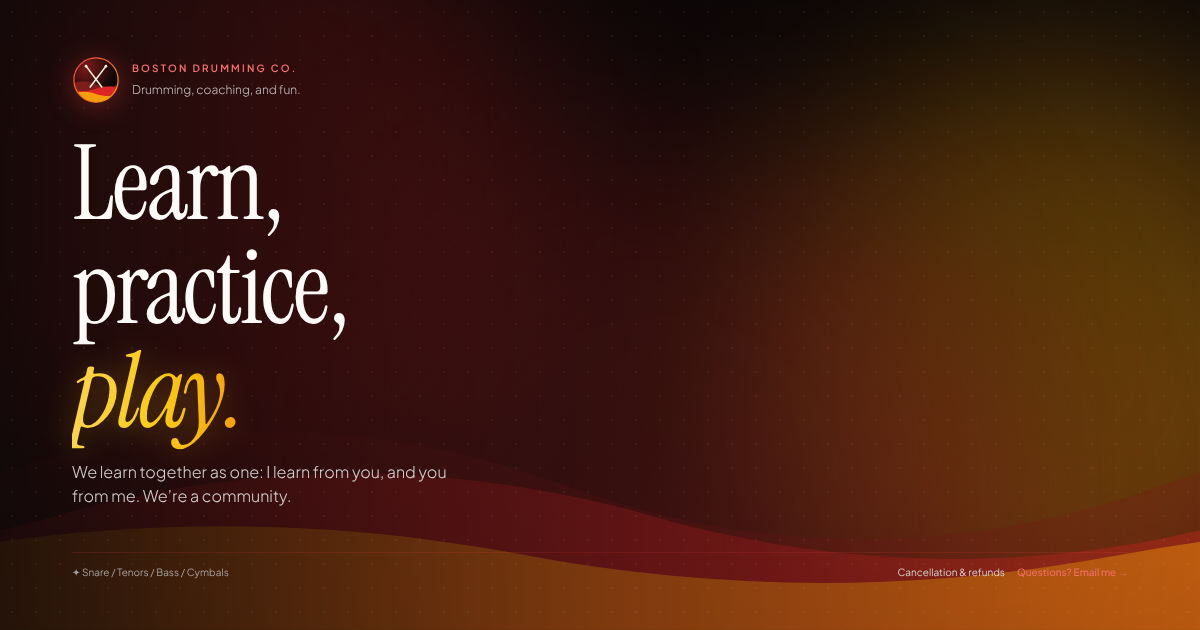 BOSTON DRUMMING CO.
Drumming, coaching, and fun.
Learn,
practice,
play.
We learn together as one: I learn from you, and you
from me. We’re a community.
✦ Snare / Tenors / Bass / Cymbals
Cancellation & refunds
Questions? Email me →